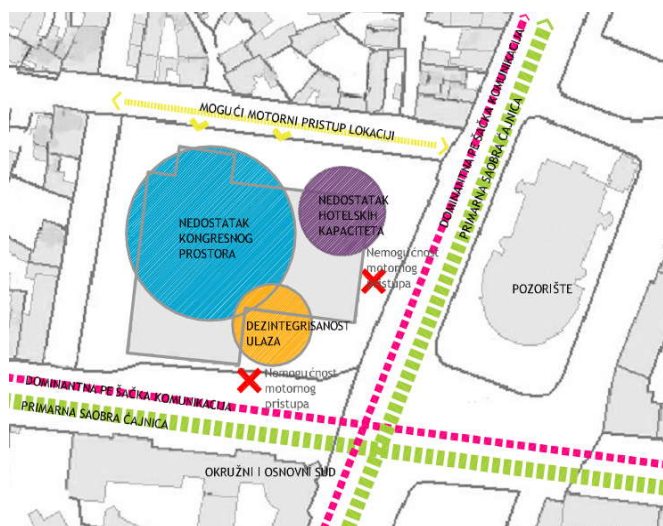 MOGUĆI MOTORNI PRISTUP LOKACIJI
DOMINANTNA PEŠAČKA KOMUNIKACIJA
PRIMARNA SAOBRAĆAJNICA
NEDOSTATAK
HOTELSKIH
KAPACITETA
NEDOSTATAK
KONGRESNOG
PROSTORA
Nemogućnost
motornog
pristupa
POZORIŠTE
DEZINTEGRISANOST
ULAZA
Nemogućnost
motornog
pristupa
DOMINANTNA PEŠAČKA KOMUNIKACIJA
PRIMARNA SAOBRAĆAJNICA
OKRUŽNI I OSNOVNI SUD